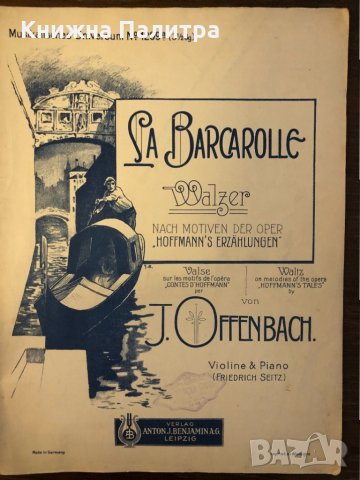 Книжна Палитра
LA BARCAROLLE
Walzer
NACH MOTIVEN DER OPER
„HOFFMANN'S ERZÄHLUNGEN"
Valse
sur les motifs de l'opéra
„CONTES D'HOFFMANN"
par
Waltz
on melodies of the opera
„HOFFMANN'S TALES"
by
von
J. OFFENBACH.
Violine & Piano
(FRIEDRICH SEITZ)
VERLAG
ANTON J. BENJAMIN A.G.
LEIPZIG
Made in Germany
BAZAR
bg